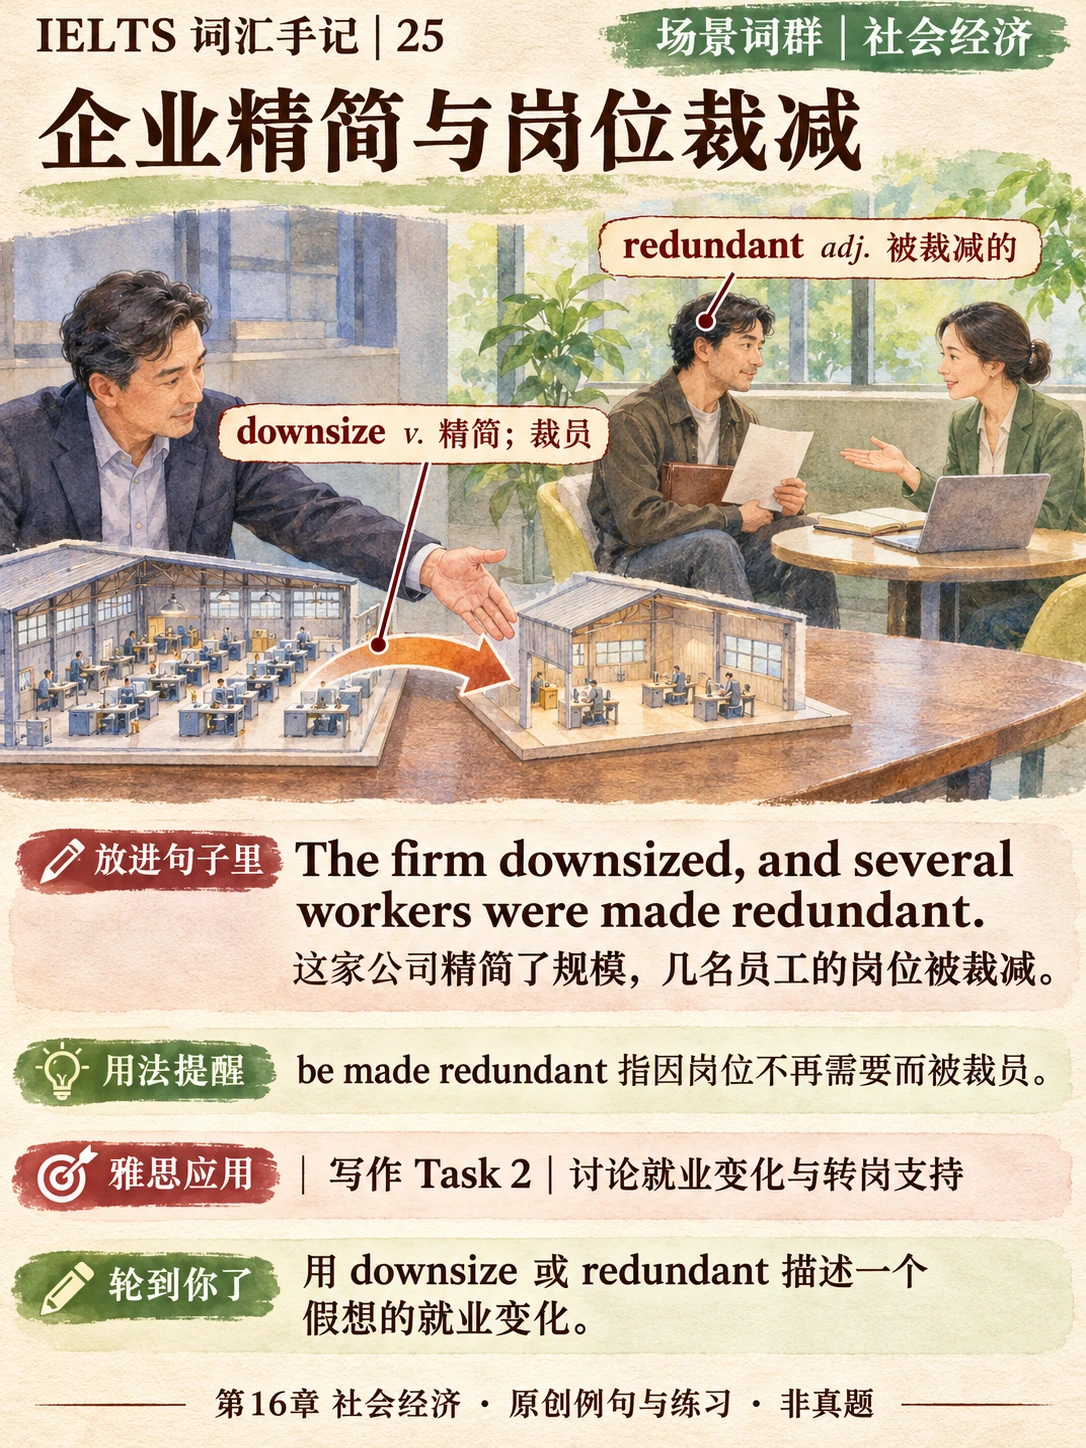 IELTS 词汇手记 | 25
场景词群 | 社会经济
企业精简与岗位裁减
redundant adj. 被裁减的
downsize v. 精简；裁员
放进句子里
The firm downsized, and several
workers were made redundant.
这家公司精简了规模，几名员工的岗位被裁减。
用法提醒
be made redundant 指因岗位不再需要而被裁员。
雅思应用
| 写作 Task 2 | 讨论就业变化与转岗支持
轮到你了
用 downsize 或 redundant 描述一个
假想的就业变化。
第16章 社会经济 · 原创例句与练习 · 非真题